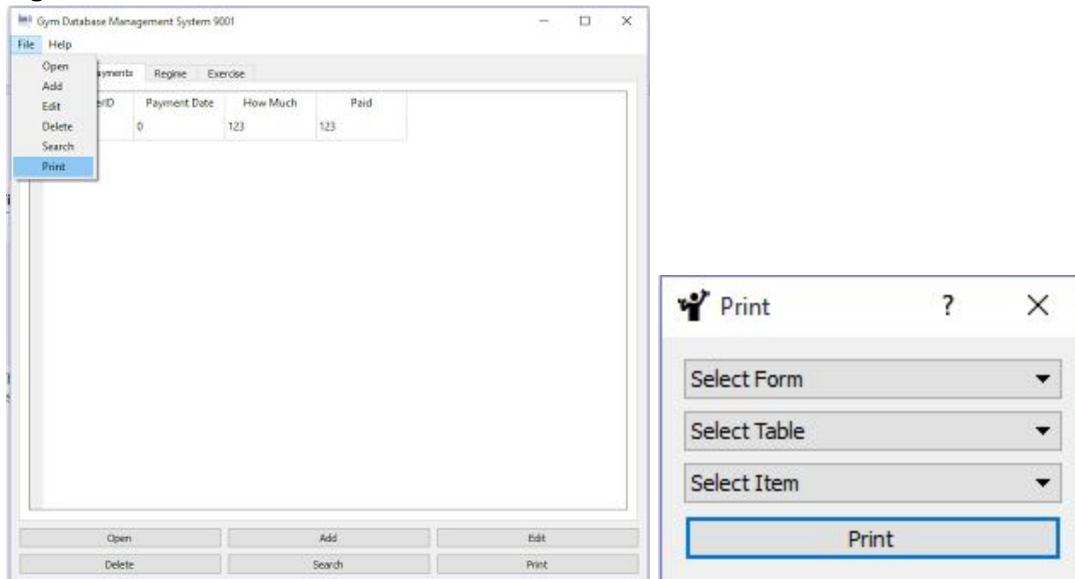 Gym Database Management System 9001
File Help
Open
Add
Edit
Delete
Search
Print
Regime Exercise
Payment Date How Much Paid
0 123 123
Open Add Edit
Delete Search Print
Print ?
Select Form
Select Table
Select Item
Print